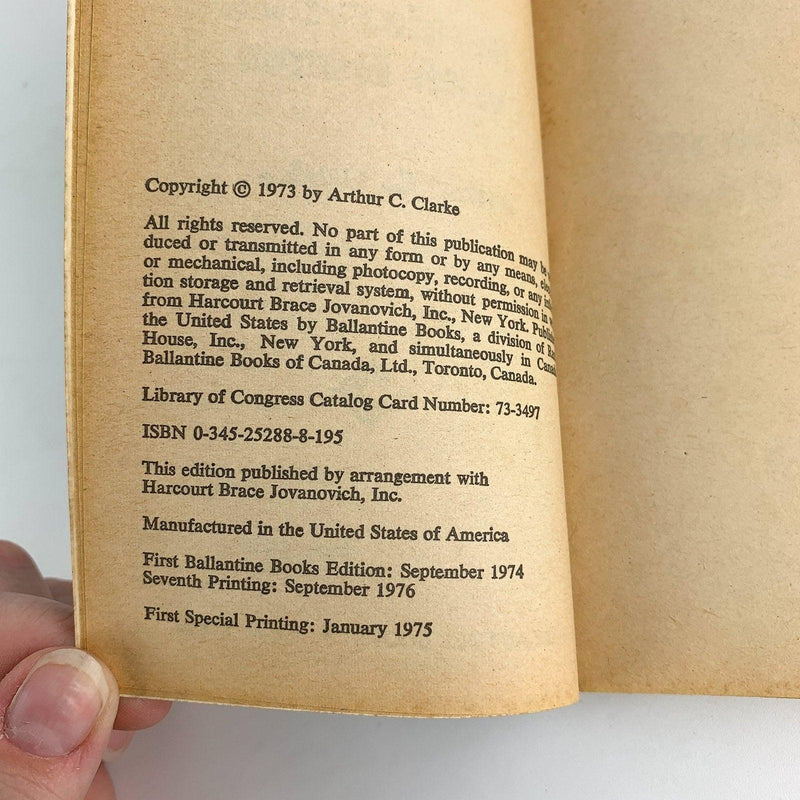 Copyright © 1973 by Arthur C. Clarke
All rights reserved. No part of this publication may be
duced or transmitted in any form or by any means,
or mechanical, including photocopy, recording, or any
tion storage and retrieval system, without permission in
from Harcourt Brace Jovanovich, Inc., New York.
the United States by Ballantine Books, a division of
House, Inc., New York, and simultaneously in
Ballantine Books of Canada, Ltd., Toronto, Canada.
Library of Congress Catalog Card Number: 73-3497
ISBN 0-345-25288-8-195
This edition published by arrangement with
Harcourt Brace Jovanovich, Inc.
Manufactured in the United States of America
First Ballantine Books Edition: September 1974
Seventh Printing: September 1976
First Special Printing: January 1975